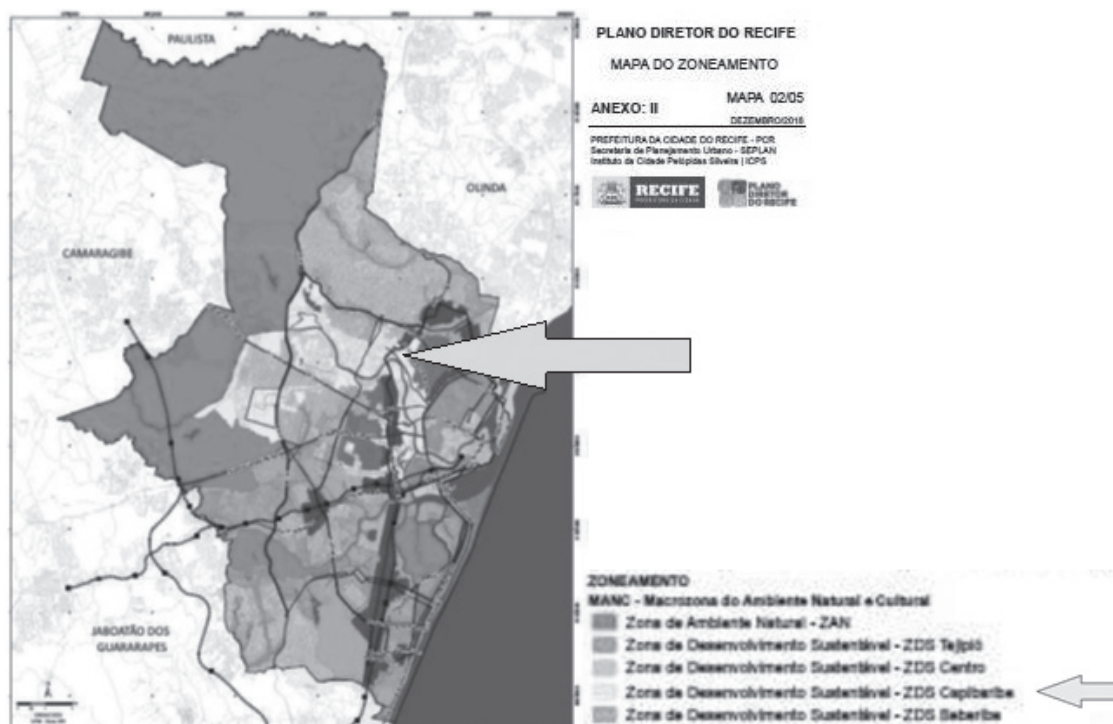 PAULISTA
OLINDA
CAMARAGIBE
JABOATÃO DOS
GUARARAPES
PLANO DIRETOR DO RECIFE
MAPA DO ZONEAMENTO
ANEXO: II
MAPA 02/05
DEZEMBRO/2018
PREFEITURA DA CIDADE DO RECIFE - PCR
Secretaria de Planejamento Urbano - SEPLAN
Instituto da Cidade Pelópidas Silveira | ICPS
RECIFE
PREFEITURA DA CIDADE
PLANO
DIRETOR
DO RECIFE
ZONEAMENTO
MANC - Macrozona do Ambiente Natural e Cultural
Zona de Ambiente Natural - ZAN
Zona de Desenvolvimento Sustentável - ZDS Tejipió
Zona de Desenvolvimento Sustentável - ZDS Centro
Zona de Desenvolvimento Sustentável - ZDS Capibaribe
Zona de Desenvolvimento Sustentável - ZDS Beberibe